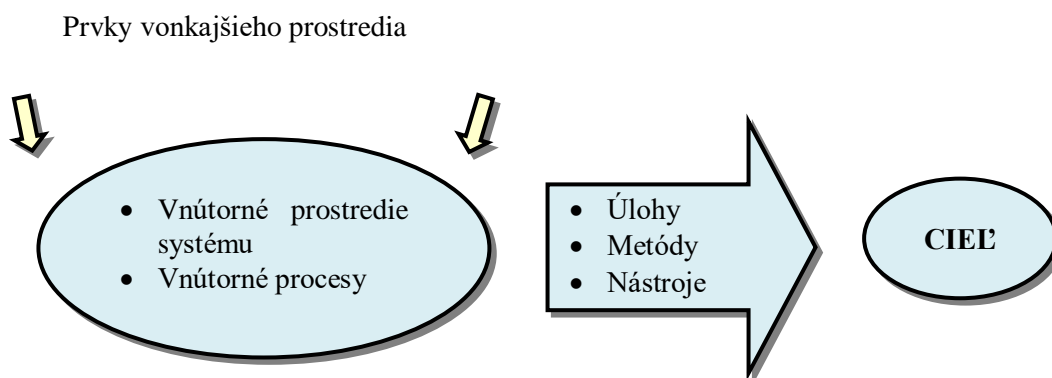 Prvky vonkajšieho prostredia
• Vnútorné prostredie
systému
• Vnútorné procesy
• Úlohy
• Metódy
• Nástroje
CIEĽ